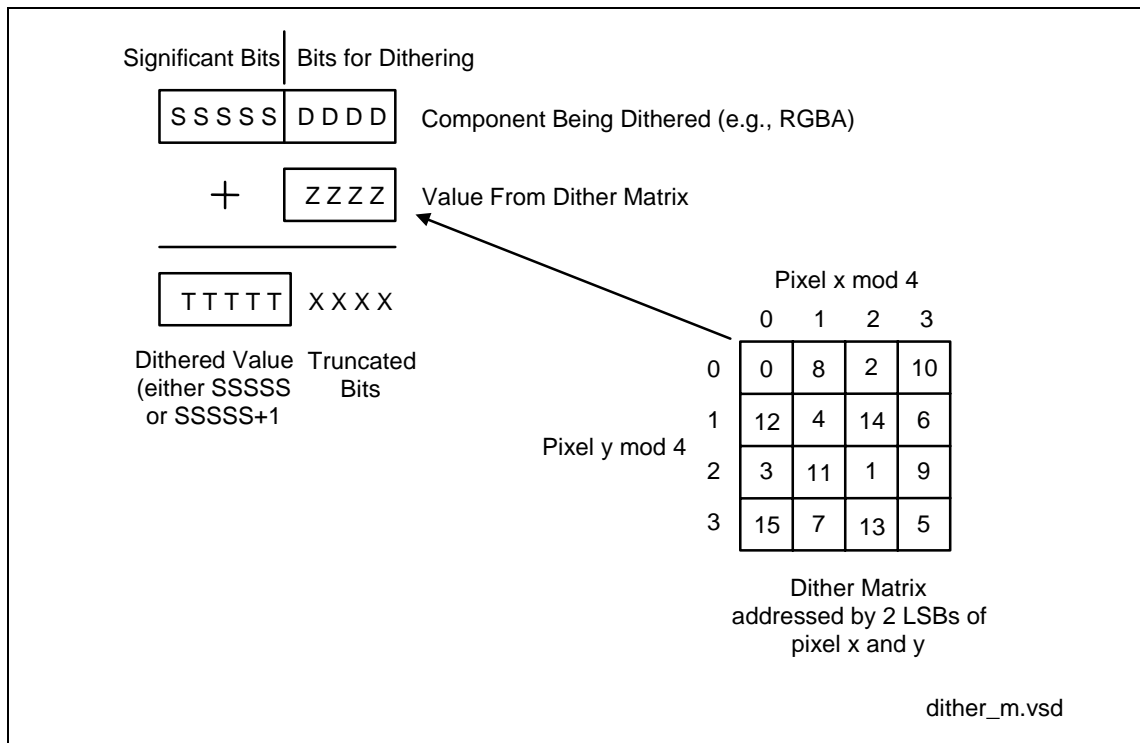 Significant Bits Bits for Dithering
S S S S S D D D D Component Being Dithered (e.g., RGBA)
+ Z Z Z Z Value From Dither Matrix
T T T T T X X X X
Dithered Value Truncated
(either SSSSS Bits
or SSSSS+1
Pixel x mod 4
0 1 2 3
0 0 8 2 10
1 12 4 14 6
Pixel y mod 4
2 3 11 1 9
3 15 7 13 5
Dither Matrix
addressed by 2 LSBs of
pixel x and y
dither_m.vsd